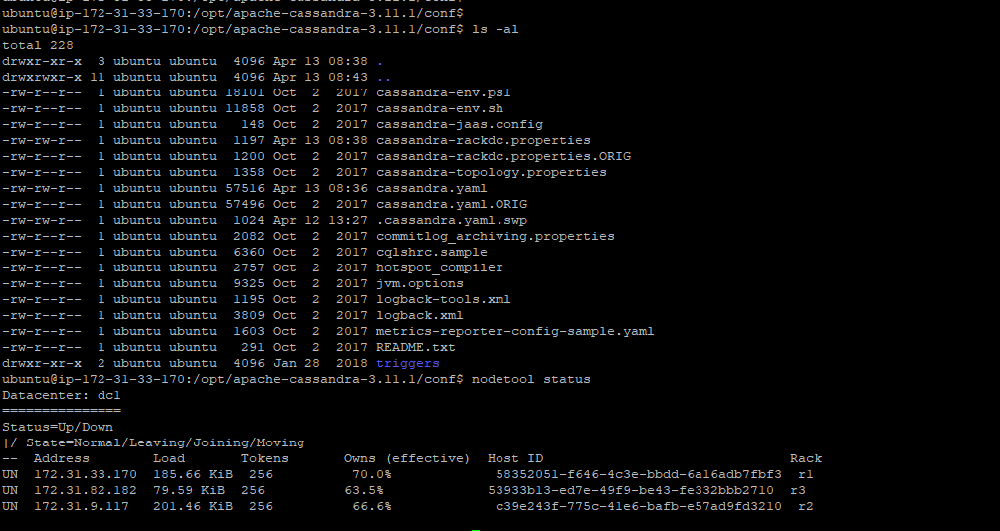 ubuntu@ip-172-31-33-170:/opt/apache-cassandra-3.11.1/conf$
ubuntu@ip-172-31-33-170:/opt/apache-cassandra-3.11.1/conf$ ls -al
total 228
drwxr-xr-x  3 ubuntu ubuntu  4096 Apr 13 08:38 .
drwxrwxr-x 11 ubuntu ubuntu  4096 Apr 13 08:43 ..
-rw-r--r--  1 ubuntu ubuntu 18101 Oct  2  2017 cassandra-env.ps1
-rw-r--r--  1 ubuntu ubuntu 11858 Oct  2  2017 cassandra-env.sh
-rw-r--r--  1 ubuntu ubuntu   148 Oct  2  2017 cassandra-jaas.config
-rw-r--r--  1 ubuntu ubuntu  1197 Apr 13 08:38 cassandra-rackdc.properties
-rw-r--r--  1 ubuntu ubuntu  1200 Oct  2  2017 cassandra-rackdc.properties.ORIG
-rw-r--r--  1 ubuntu ubuntu  1358 Oct  2  2017 cassandra-topology.properties
-rw-rw-r--  1 ubuntu ubuntu 57516 Apr 13 08:36 cassandra.yaml
-rw-rw-r--  1 ubuntu ubuntu 57496 Oct  2  2017 cassandra.yaml.ORIG
-rw-rw-r--  1 ubuntu ubuntu  1024 Apr 12 13:27 .cassandra.yaml.swp
-rw-rw-r--  1 ubuntu ubuntu  2082 Oct  2  2017 commitlog_archiving.properties
-rw-r--r--  1 ubuntu ubuntu  6360 Oct  2  2017 cqlshrc.sample
-rw-r--r--  1 ubuntu ubuntu  2757 Oct  2  2017 hotspot_compiler
-rw-r--r--  1 ubuntu ubuntu  9325 Oct  2  2017 jvm.options
-rw-r--r--  1 ubuntu ubuntu  1195 Oct  2  2017 logback-tools.xml
-rw-r--r--  1 ubuntu ubuntu  3809 Oct  2  2017 logback.xml
-rw-r--r--  1 ubuntu ubuntu  1603 Oct  2  2017 metrics-reporter-config-sample.yaml
-rw-r--r--  1 ubuntu ubuntu   291 Oct  2  2017 README.txt
drwxr-xr-x  2 ubuntu ubuntu  4096 Jan 28  2018 triggers
ubuntu@ip-172-31-33-170:/opt/apache-cassandra-3.11.1/conf$ nodetool status
Datacenter: dc1
===============
Status=Up/Down
|/ State=Normal/Leaving/Joining/Moving
--  Address        Load       Tokens       Owns (effective)  Host ID                               Rack
UN  172.31.33.170  185.66 KiB  256          70.0%             58352051-f646-4c3e-bbdd-6a16adb7fbf3  r1
UN  172.31.82.182  79.59 KiB  256          63.5%             53933b13-ed7e-49f9-be43-fe332bbb2710  r3
UN  172.31.9.117   201.46 KiB  256          66.6%             c39e243f-775c-41e6-bafb-e57ad9fd3210  r2